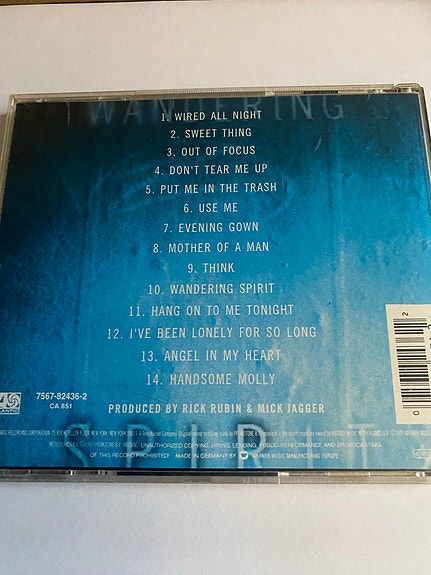 WANDERING
1. WIRED ALL NIGHT
2. SWEET THING
3. OUT OF FOCUS
4. DON'T TEAR ME UP
5. PUT ME IN THE TRASH
6. USE ME
7. EVENING GOWN
8. MOTHER OF A MAN
9. THINK
10. WANDERING SPIRIT
11. HANG ON TO ME TONIGHT
12. I'VE BEEN LONELY FOR SO LONG
13. ANGEL IN MY HEART
14. HANDSOME MOLLY
7567-82436-2
CA 851
PRODUCED BY RICK RUBIN & MICK JAGGER
SPIRIT
UNAUTHORIZED COPYING, HIRING, LENDING, PUBLIC PERFORMANCE AND BROADCASTING
OF THIS RECORD PROHIBITED! MADE IN GERMANY BY WARNER MUSIC MANUFACTURING EUROPE